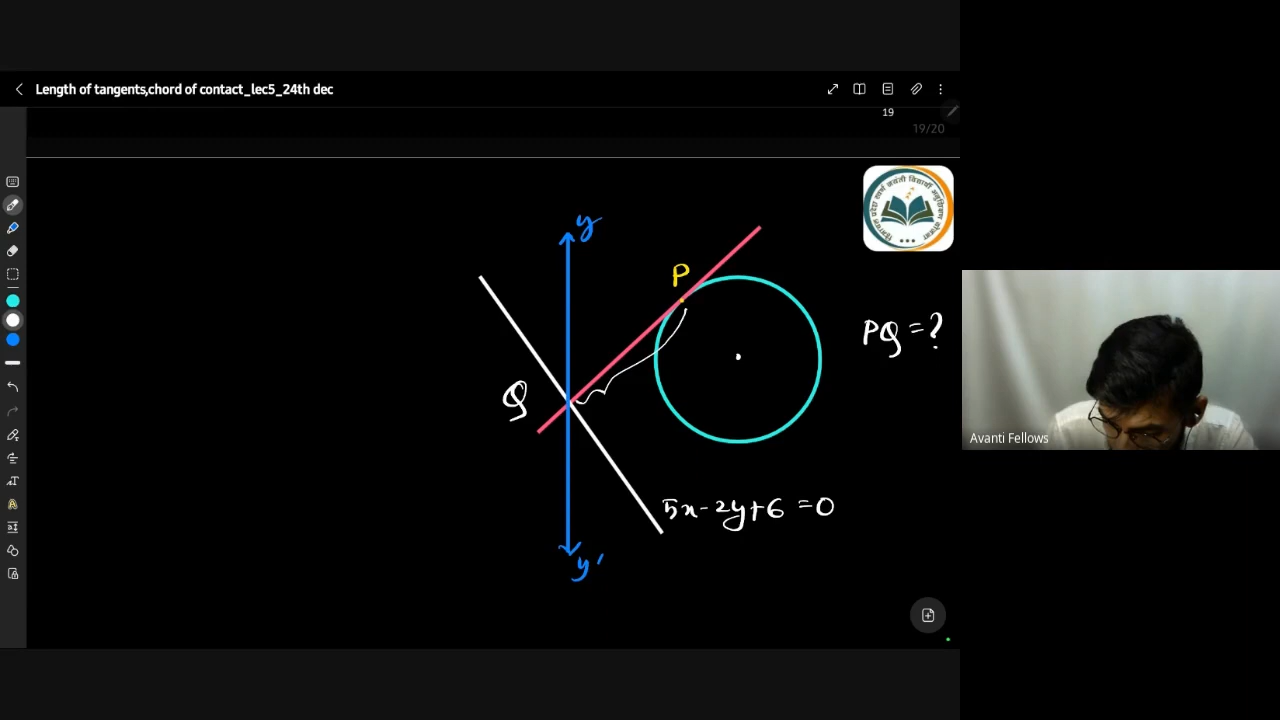 Length of tangents,chord of contact_lec5_24th dec
19
19/20
y
P
PQ = ?
Q
Avanti Fellows
5x - 2y + 6 = 0
y'